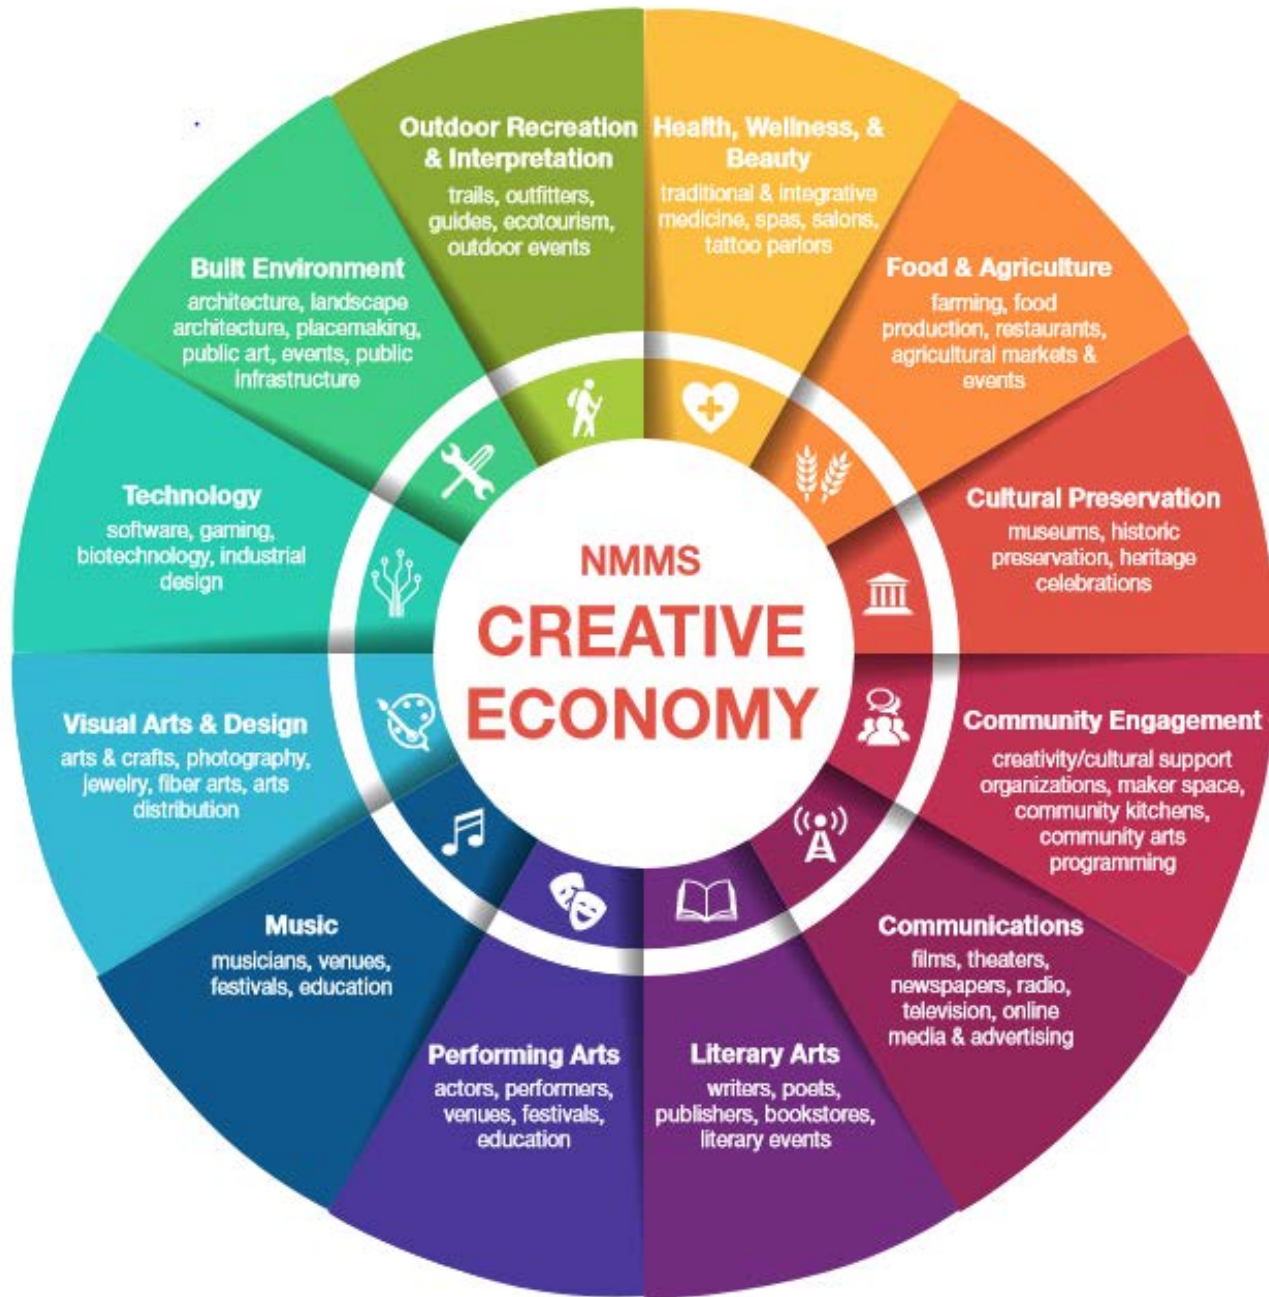 Outdoor Recreation
& Interpretation
trails, outfitters,
guides, ecotourism,
outdoor events
Health, Wellness, &
Beauty
traditional & integrative
medicine, spas, salons,
tattoo parlors
Food & Agriculture
farming, food
production, restaurants,
agricultural markets &
events
Cultural Preservation
museums, historic
preservation, heritage
celebrations
Community Engagement
creativity/cultural support
organizations, maker space,
community kitchens,
community arts
programming
Communications
films, theaters,
newspapers, radio,
television, online
media & advertising
Literary Arts
writers, poets,
publishers, bookstores,
literary events
Performing Arts
actors, performers,
venues, festivals,
education
Music
musicians, venues,
festivals, education
Visual Arts & Design
arts & crafts, photography,
jewelry, fiber arts, arts
distribution
Technology
software, gaming,
biotechnology, industrial
design
Built Environment
architecture, landscape
architecture, placemaking,
public art, events, public
infrastructure
NMMS
CREATIVE
ECONOMY